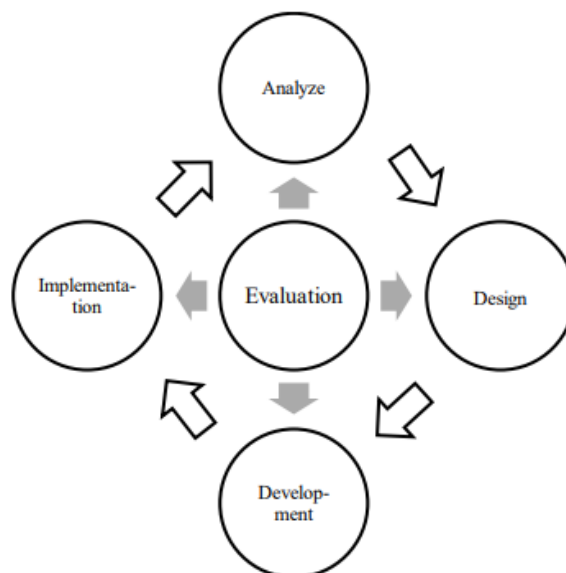 Analyze
Implementa-
tion
Evaluation
Design
Develop-
ment